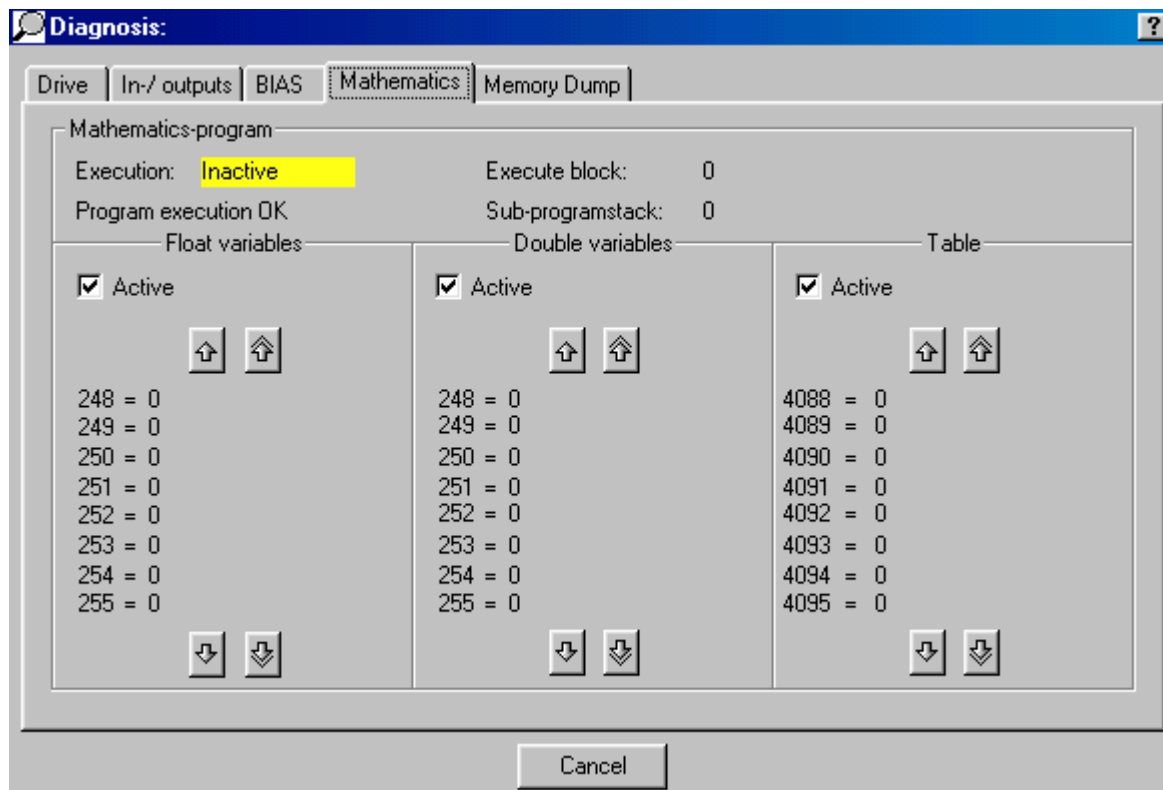 Diagnosis:
?
Drive In-/ outputs BIAS Mathematics Memory Dump
Mathematics-program
Execution: Inactive Execute block: 0
Program execution OK Sub-programstack: 0
Float variables Double variables Table
Active Active Active
248 = 0 248 = 0 4088 = 0
249 = 0 249 = 0 4089 = 0
250 = 0 250 = 0 4090 = 0
251 = 0 251 = 0 4091 = 0
252 = 0 252 = 0 4092 = 0
253 = 0 253 = 0 4093 = 0
254 = 0 254 = 0 4094 = 0
255 = 0 255 = 0 4095 = 0
Cancel